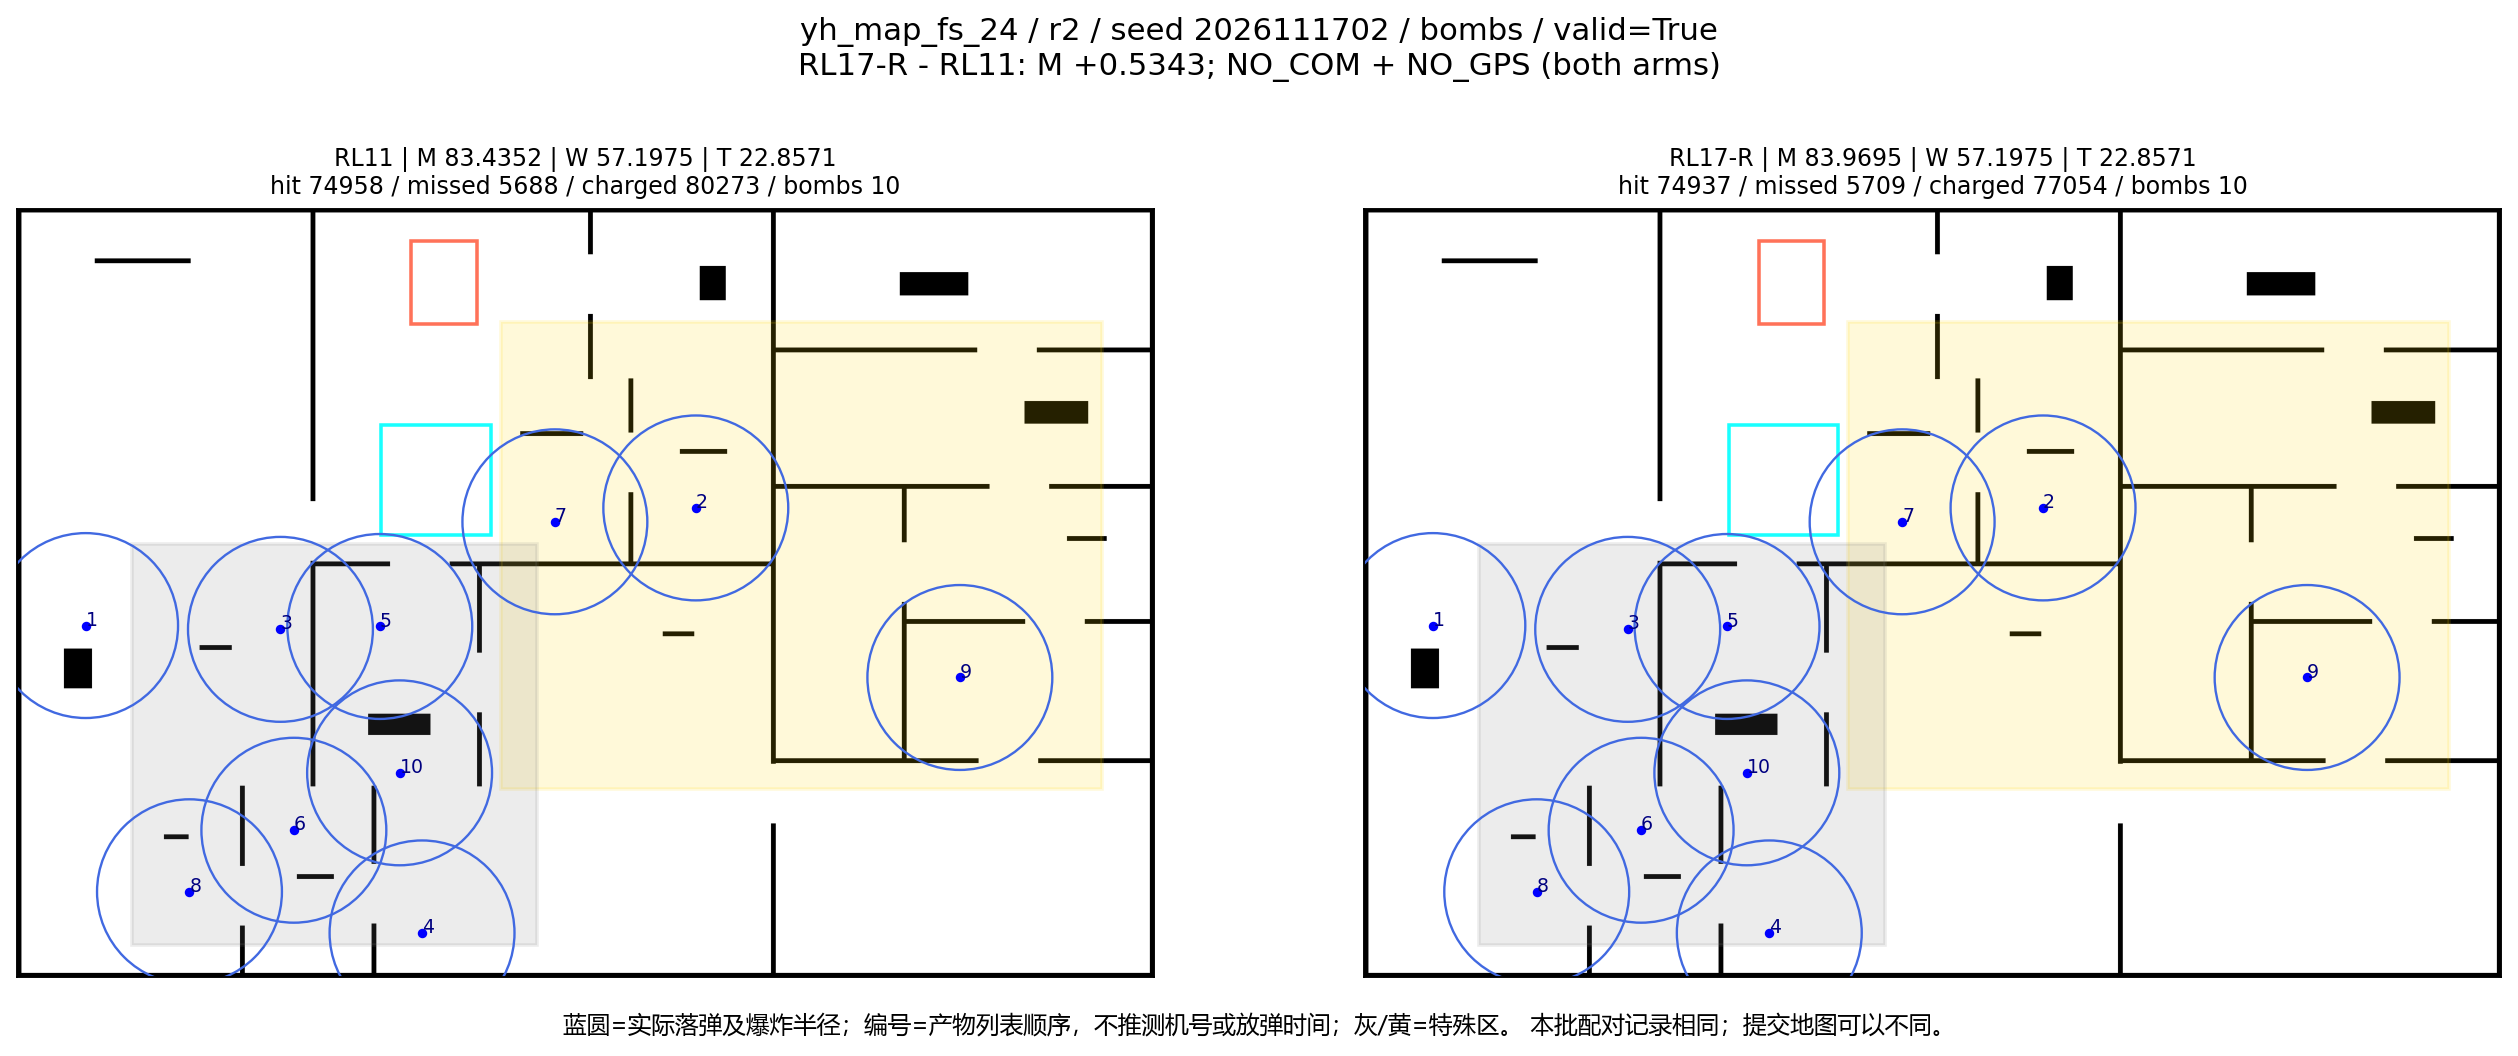 yh_map_fs_24 / r2 / seed 2026111702 / bombs / valid=True
RL17-R - RL11: M +0.5343; NO_COM + NO_GPS (both arms)
RL11 | M 83.4352 | W 57.1975 | T 22.8571
hit 74958 / missed 5688 / charged 80273 / bombs 10
7
2
1
3
5
9
10
6
8
4
RL17-R | M 83.9695 | W 57.1975 | T 22.8571
hit 74937 / missed 5709 / charged 77054 / bombs 10
7
2
1
3
5
9
10
6
8
4
蓝圆=实际落弹及爆炸半径；编号=产物列表顺序，不推测机号或放弹时间；灰/黄=特殊区。 本批配对记录相同；提交地图可以不同。